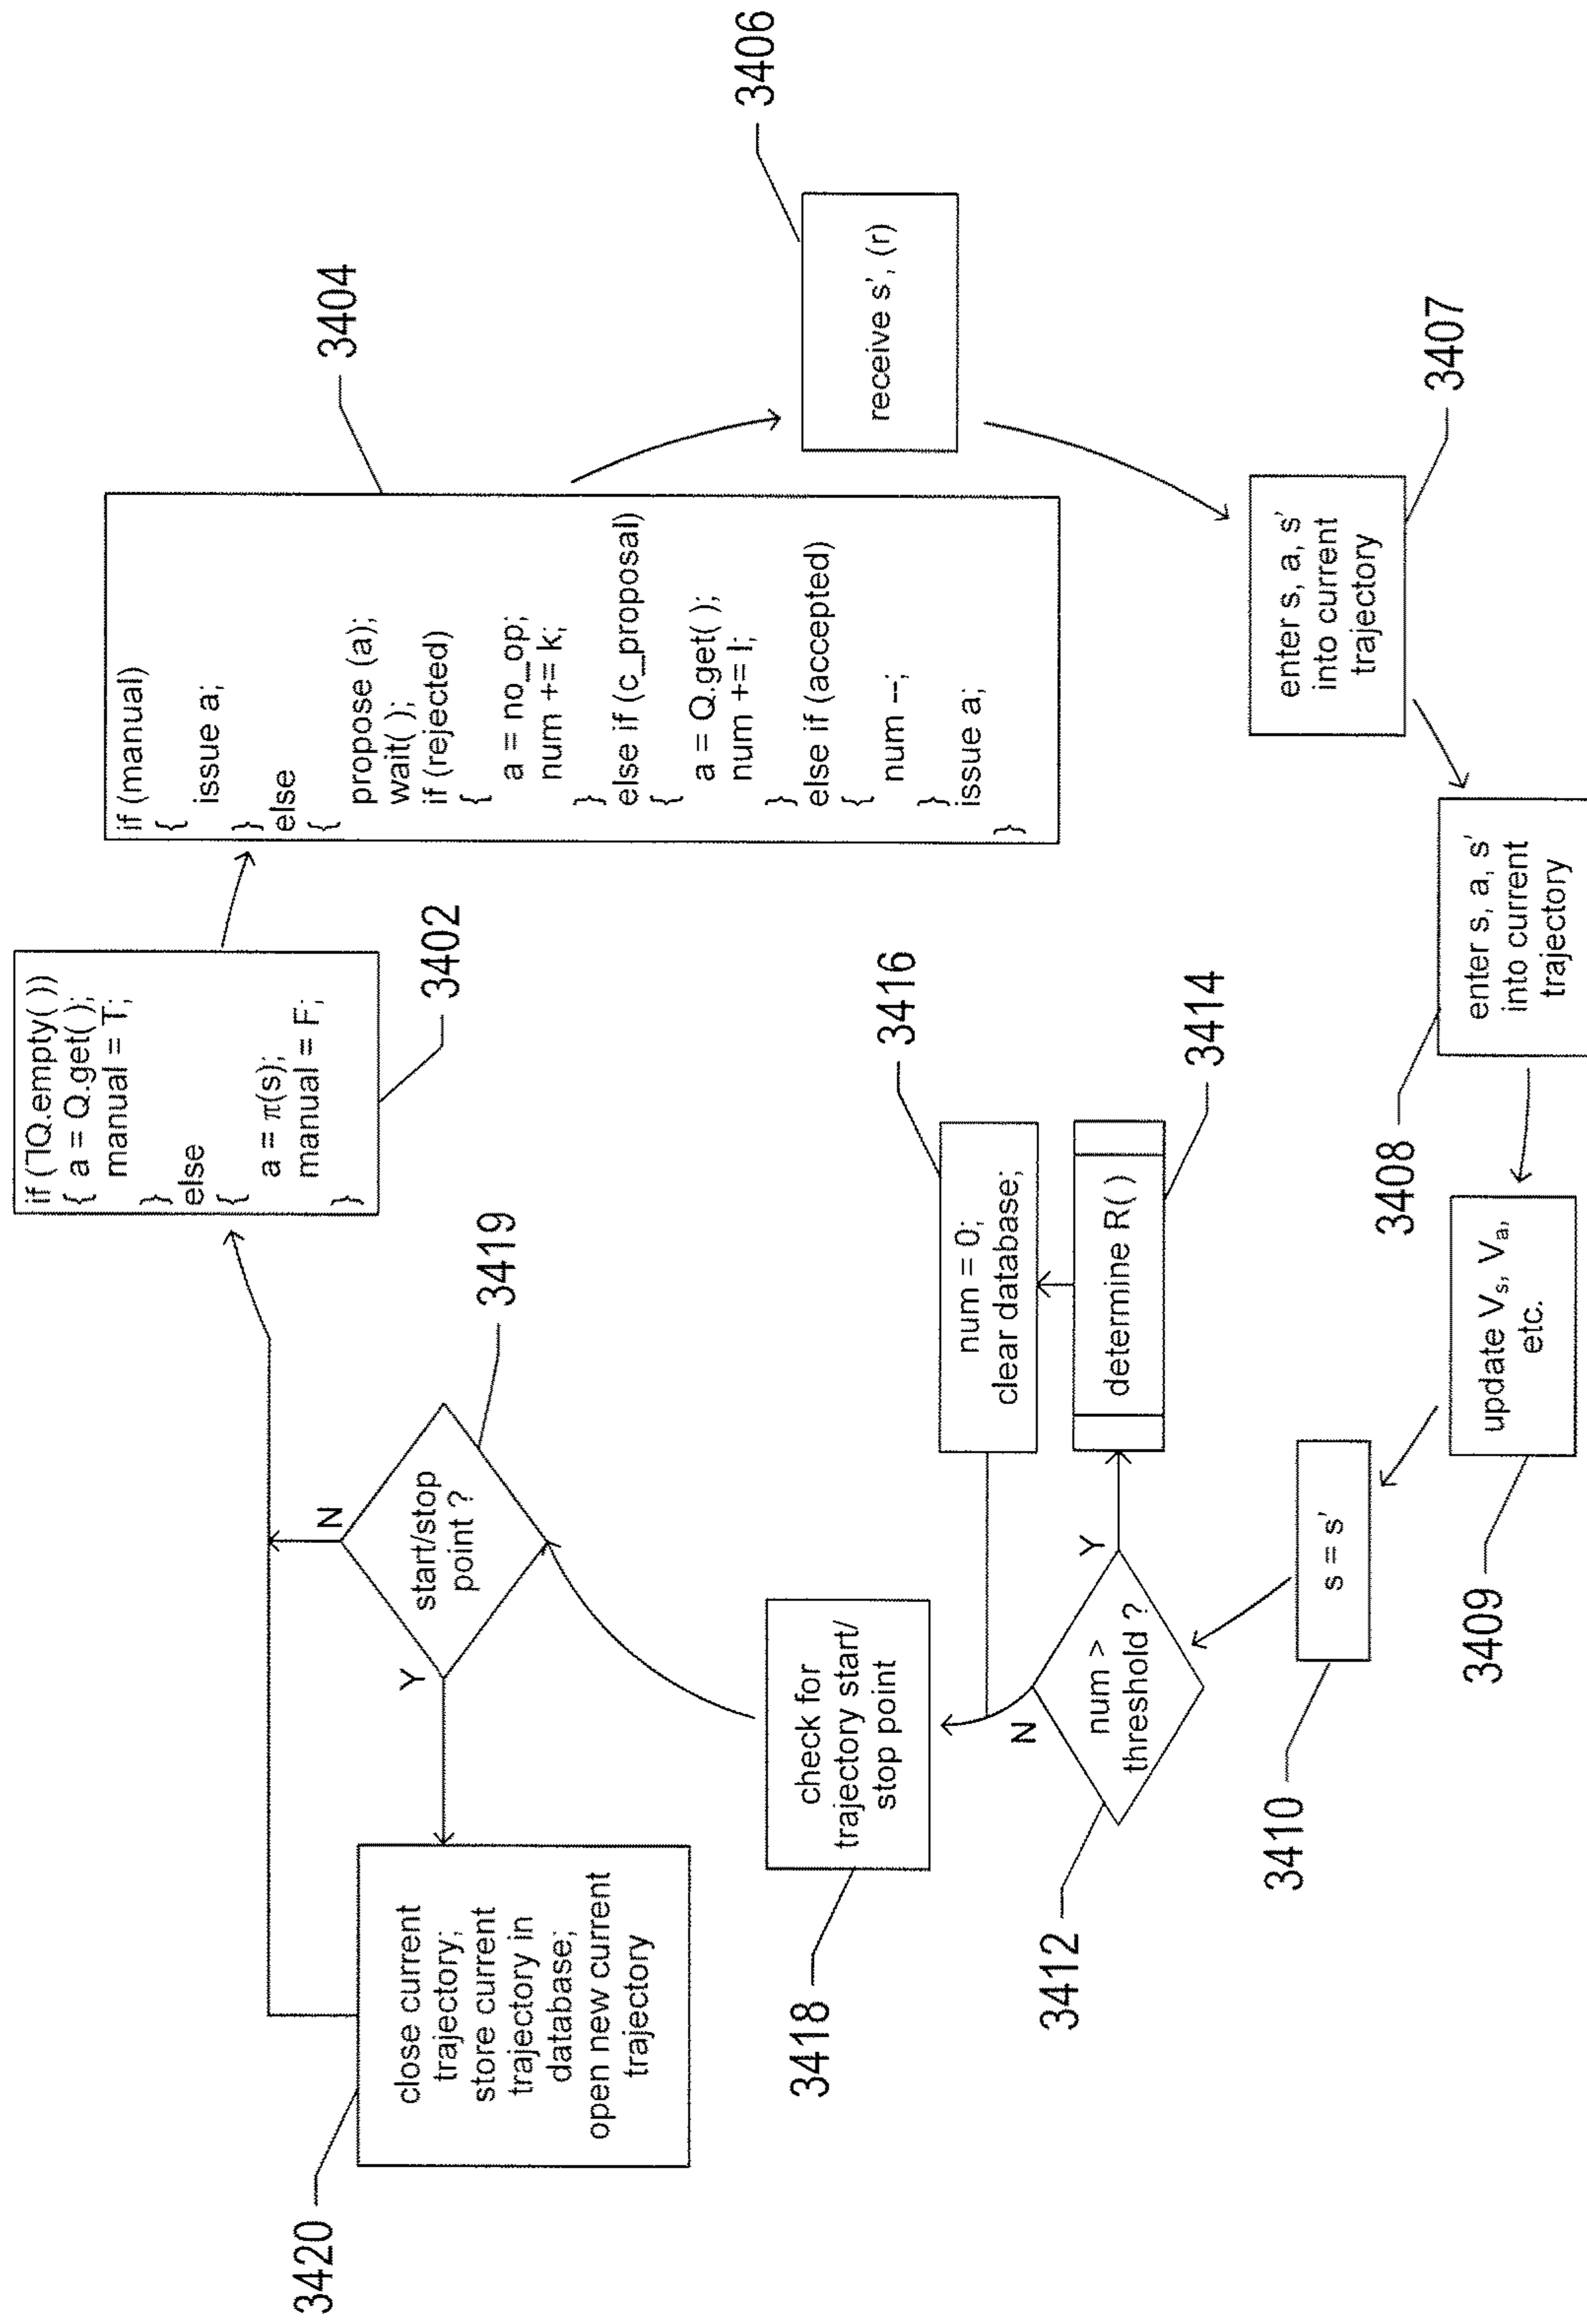 if (⅂Q.empty( ))
{ a = Q.get( );
manual = T;
}
else
{
a = π(s);
manual = F;
}
3402
if (manual)
{
issue a;
}
else
{
propose (a);
wait( );
if (rejected)
{
a = no_op;
num += k;
}
else if (c_proposal)
{
a = Q.get( );
num += l;
}
else if (accepted)
{
num --;
}
issue a;
}
3404
receive s', (r)
3406
enter s, a, s'
into current
trajectory
3407
enter s, a, s'
into current
trajectory
3408
update Vs, Va,
etc.
3409
s = s'
3410
num >
threshold ?
Y
N
3412
determine R( )
3414
num = 0;
clear database;
3416
check for
trajectory start/
stop point
3418
start/stop
point ?
N
Y
3419
close current
trajectory;
store current
trajectory in
database;
open new current
trajectory
3420